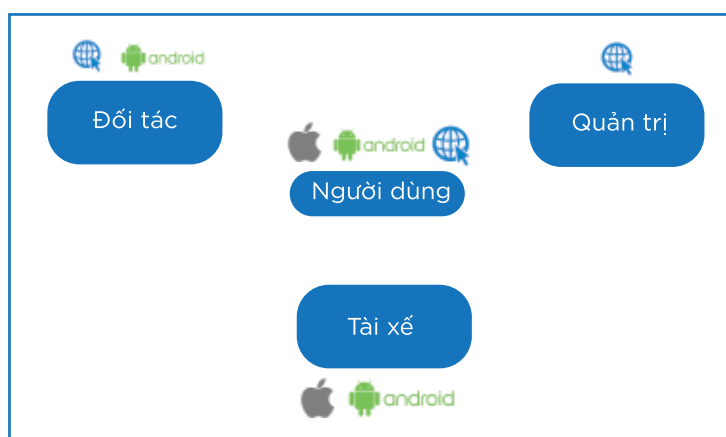 android
Đối tác
Quản trị
android
Người dùng
Tài xế
android